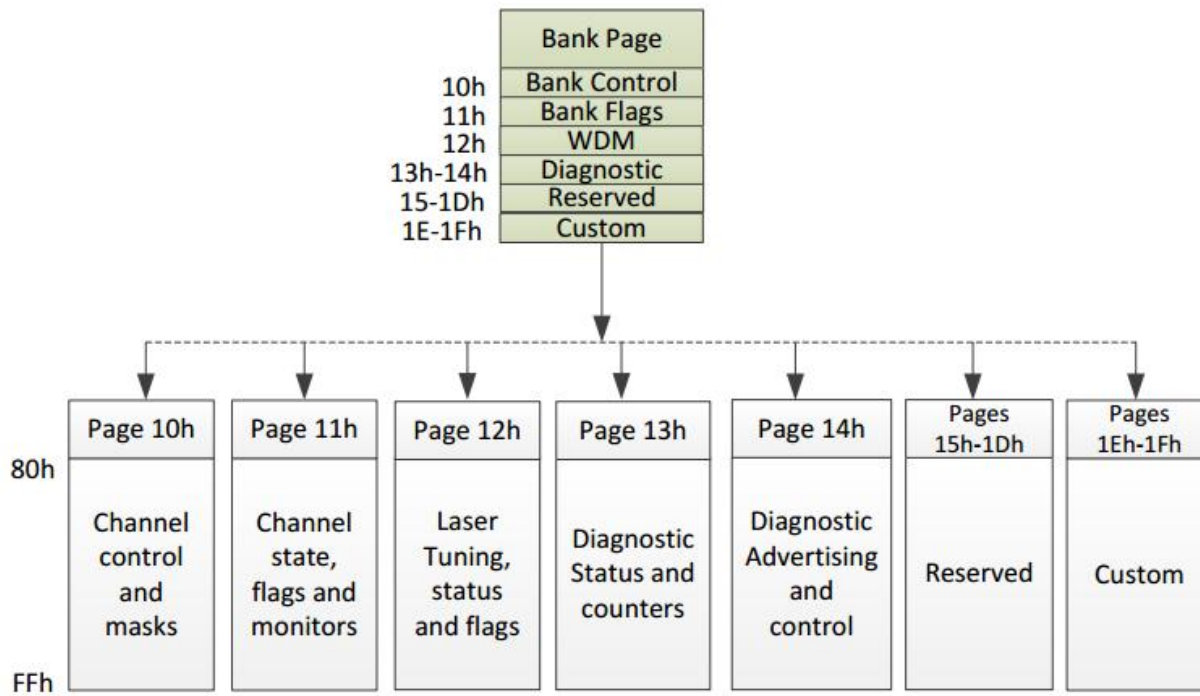 Bank Page
10h Bank Control
11h Bank Flags
12h WDM
13h-14h Diagnostic
15-1Dh Reserved
1E-1Fh Custom
Page 10h
Page 11h
Page 12h
Page 13h
Page 14h
Pages
15h-1Dh
Pages
1Eh-1Fh
80h
Channel
control
and
masks
Channel
state,
flags and
monitors
Laser
Tuning,
status
and flags
Diagnostic
Status and
counters
Diagnostic
Advertising
and
control
Reserved
Custom
FFh